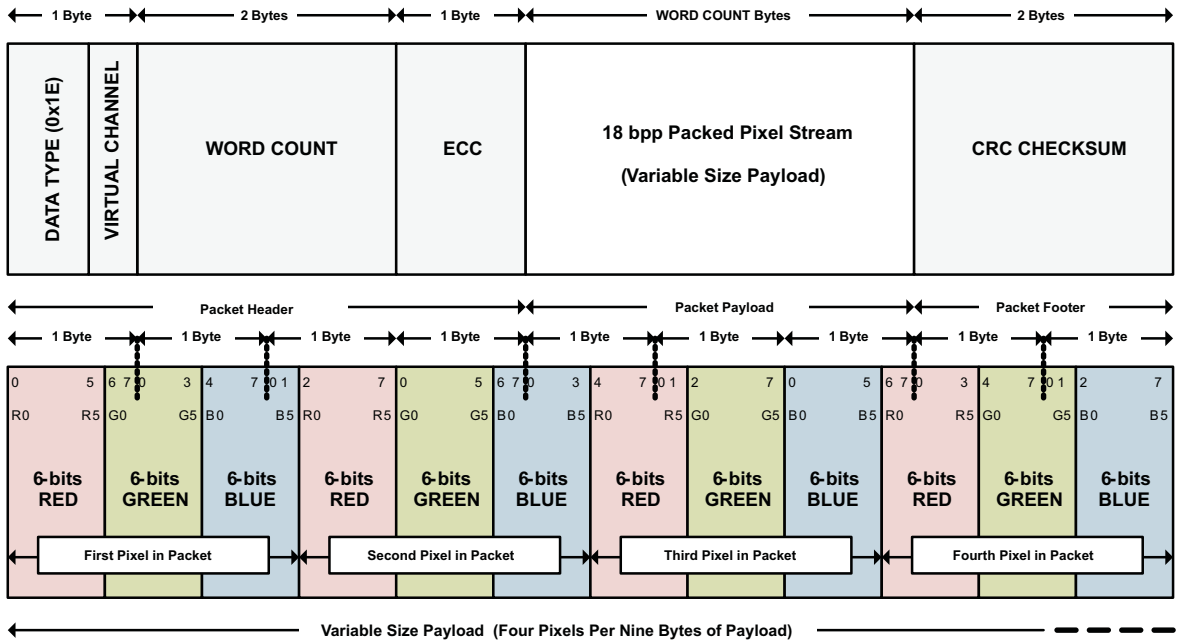 1 Byte 2 Bytes 1 Byte WORD COUNT Bytes 2 Bytes
DATA TYPE (0x1E)
VIRTUAL CHANNEL
WORD COUNT
ECC
18 bpp Packed Pixel Stream
(Variable Size Payload)
CRC CHECKSUM
Packet Header Packet Payload Packet Footer
1 Byte 1 Byte 1 Byte 1 Byte 1 Byte 1 Byte 1 Byte 1 Byte 1 Byte
0 5 6 7 0 3 4 7 0 1 2 7 0 5 6 7 0 3 4 7 0 1 2 7 0 5 6 7 0 3 4 7 0 1 2 7
R0 R5 G0 G5 B0 B5 R0 R5 G0 G5 B0 B5 R0 R5 G0 G5 B0 B5 R0 R5 G0 G5 B0 B5
6-bits 6-bits 6-bits 6-bits 6-bits 6-bits 6-bits 6-bits 6-bits 6-bits 6-bits 6-bits
RED GREEN BLUE RED GREEN BLUE RED GREEN BLUE RED GREEN BLUE
First Pixel in Packet Second Pixel in Packet Third Pixel in Packet Fourth Pixel in Packet
Variable Size Payload (Four Pixels Per Nine Bytes of Payload)